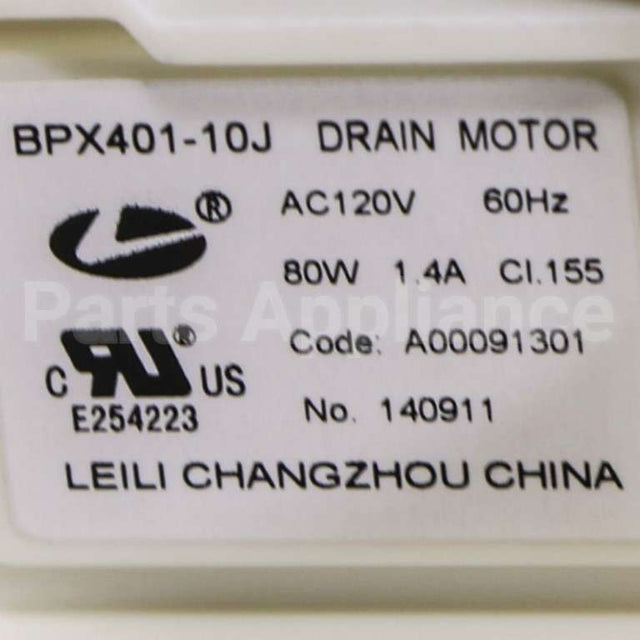 BPX401-10J DRAIN MOTOR
® AC120V 60Hz
80W 1.4A Cl.155
Parts Appliance
Code: A00091301
C RU® US
E254223
No. 140911
LEILI CHANGZHOU CHINA